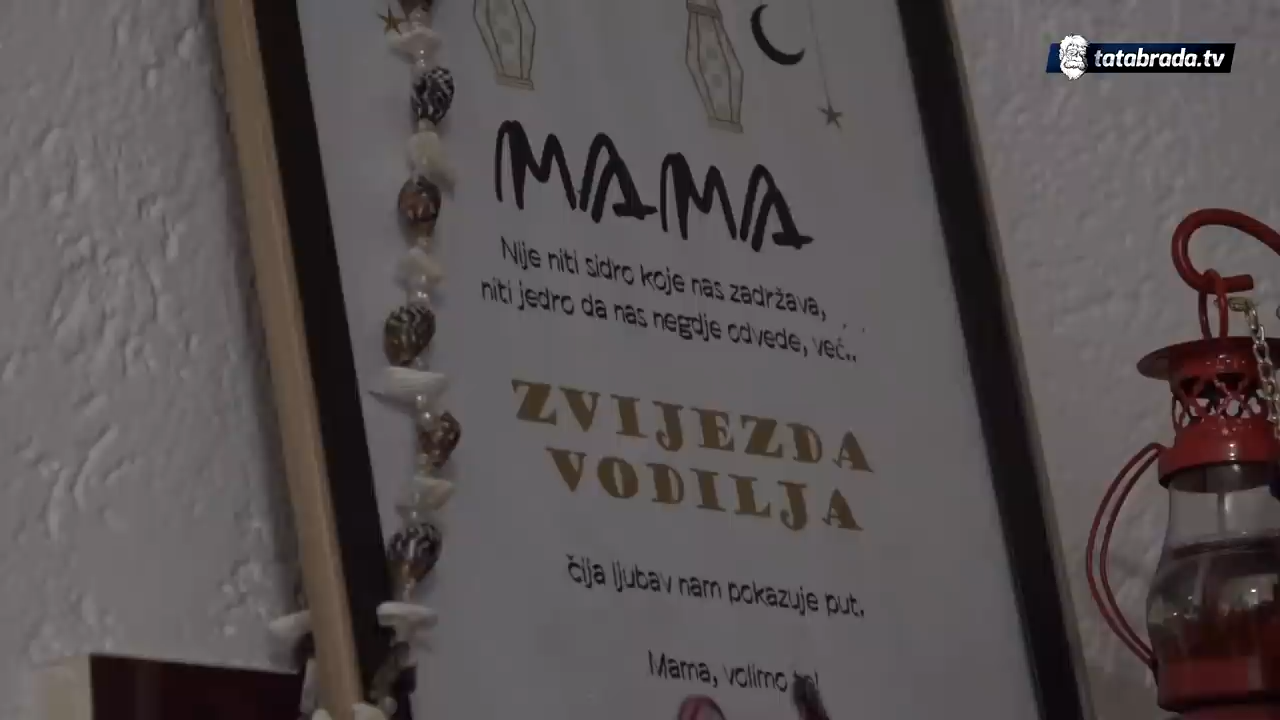 tatabrada.tv
MAMA
Nije niti sidro koje nas zadržava,
niti jedro da nas negdje odvede, već..
ZVIJEZDA
VODILJA
čija ljubav nam pokazuje put.
Mama, volimo te!